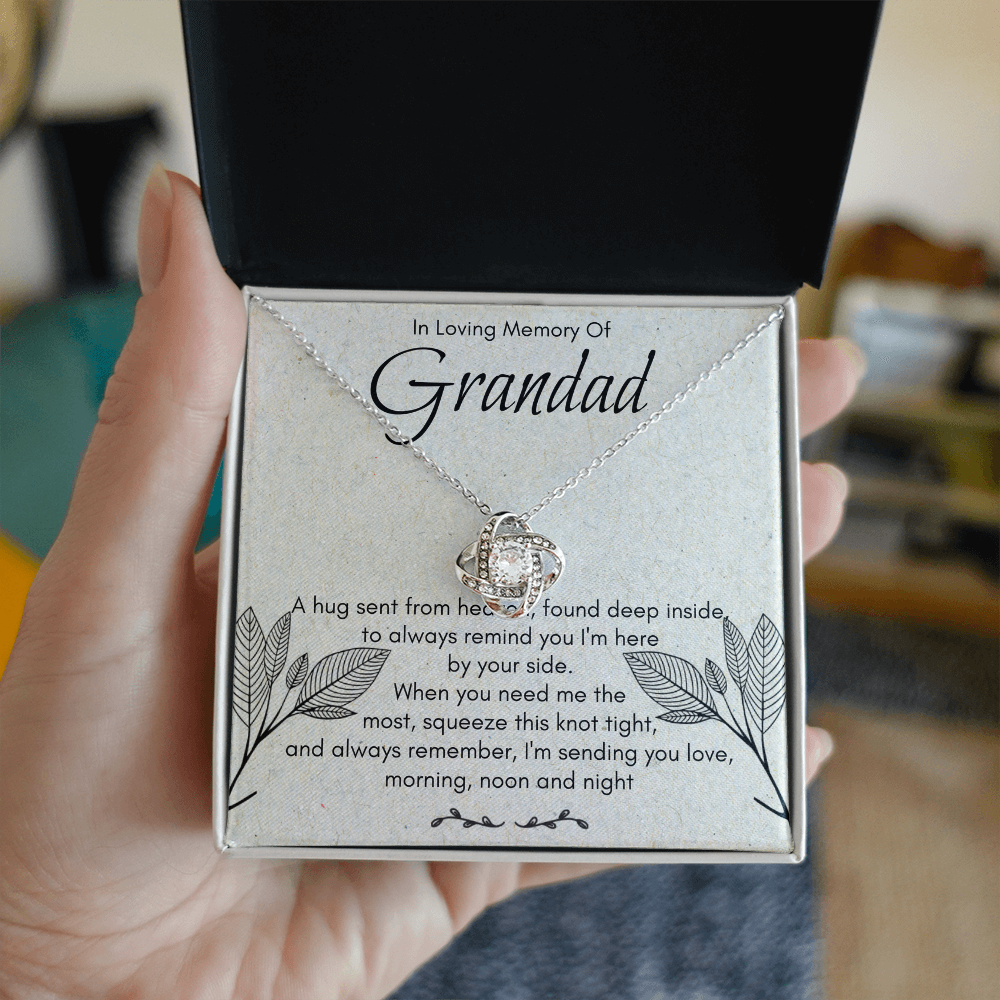 In Loving Memory Of
Grandad
A hug sent from heaven, found deep inside,
to always remind you I'm here
by your side.
When you need me the
most, squeeze this knot tight,
and always remember, I'm sending you love,
morning, noon and night